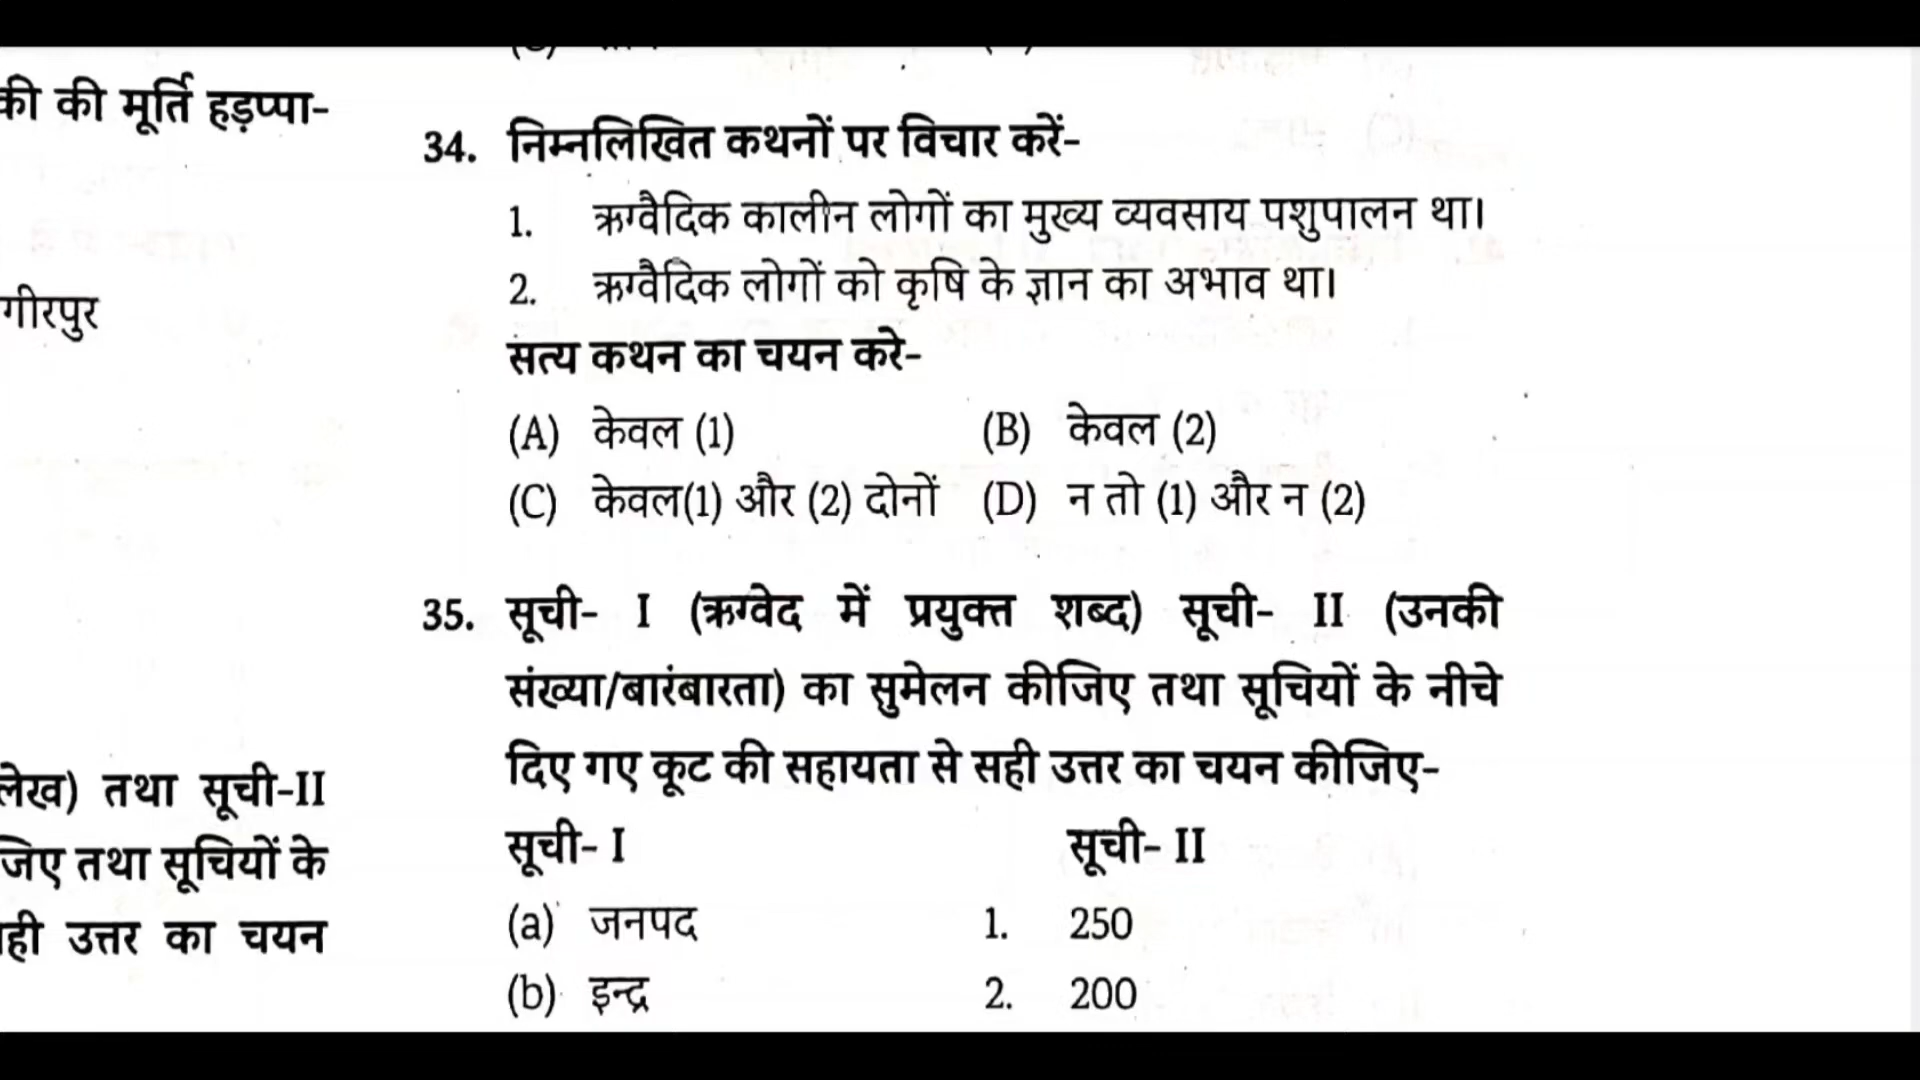 की की मूर्ति हड़प्पा-
गीरपुर
लेख) तथा सूची-II
जिए तथा सूचियों के
ही उत्तर का चयन
34. निम्नलिखित कथनों पर विचार करें-
1. ऋग्वैदिक कालीन लोगों का मुख्य व्यवसाय पशुपालन था।
2. ऋग्वैदिक लोगों को कृषि के ज्ञान का अभाव था।
सत्य कथन का चयन करे-
(A) केवल (1) (B) केवल (2)
(C) केवल(1) और (2) दोनों (D) न तो (1) और न (2)
35. सूची- I (ऋग्वेद में प्रयुक्त शब्द) सूची- II (उनकी
संख्या/बारंबारता) का सुमेलन कीजिए तथा सूचियों के नीचे
दिए गए कूट की सहायता से सही उत्तर का चयन कीजिए-
सूची- I सूची- II
(a) जनपद 1. 250
(b) इन्द्र 2. 200